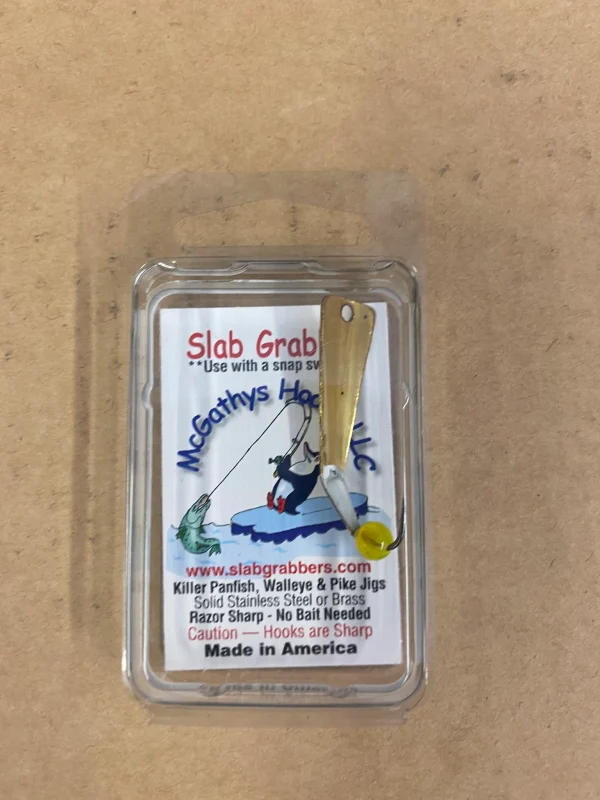 Slab Grab
**Use with a snap sw
McGathys Hoo LLC
www.slabgrabbers.com
Killer Panfish, Walleye & Pike Jigs
Solid Stainless Steel or Brass
Razor Sharp - No Bait Needed
Caution — Hooks are Sharp
Made in America